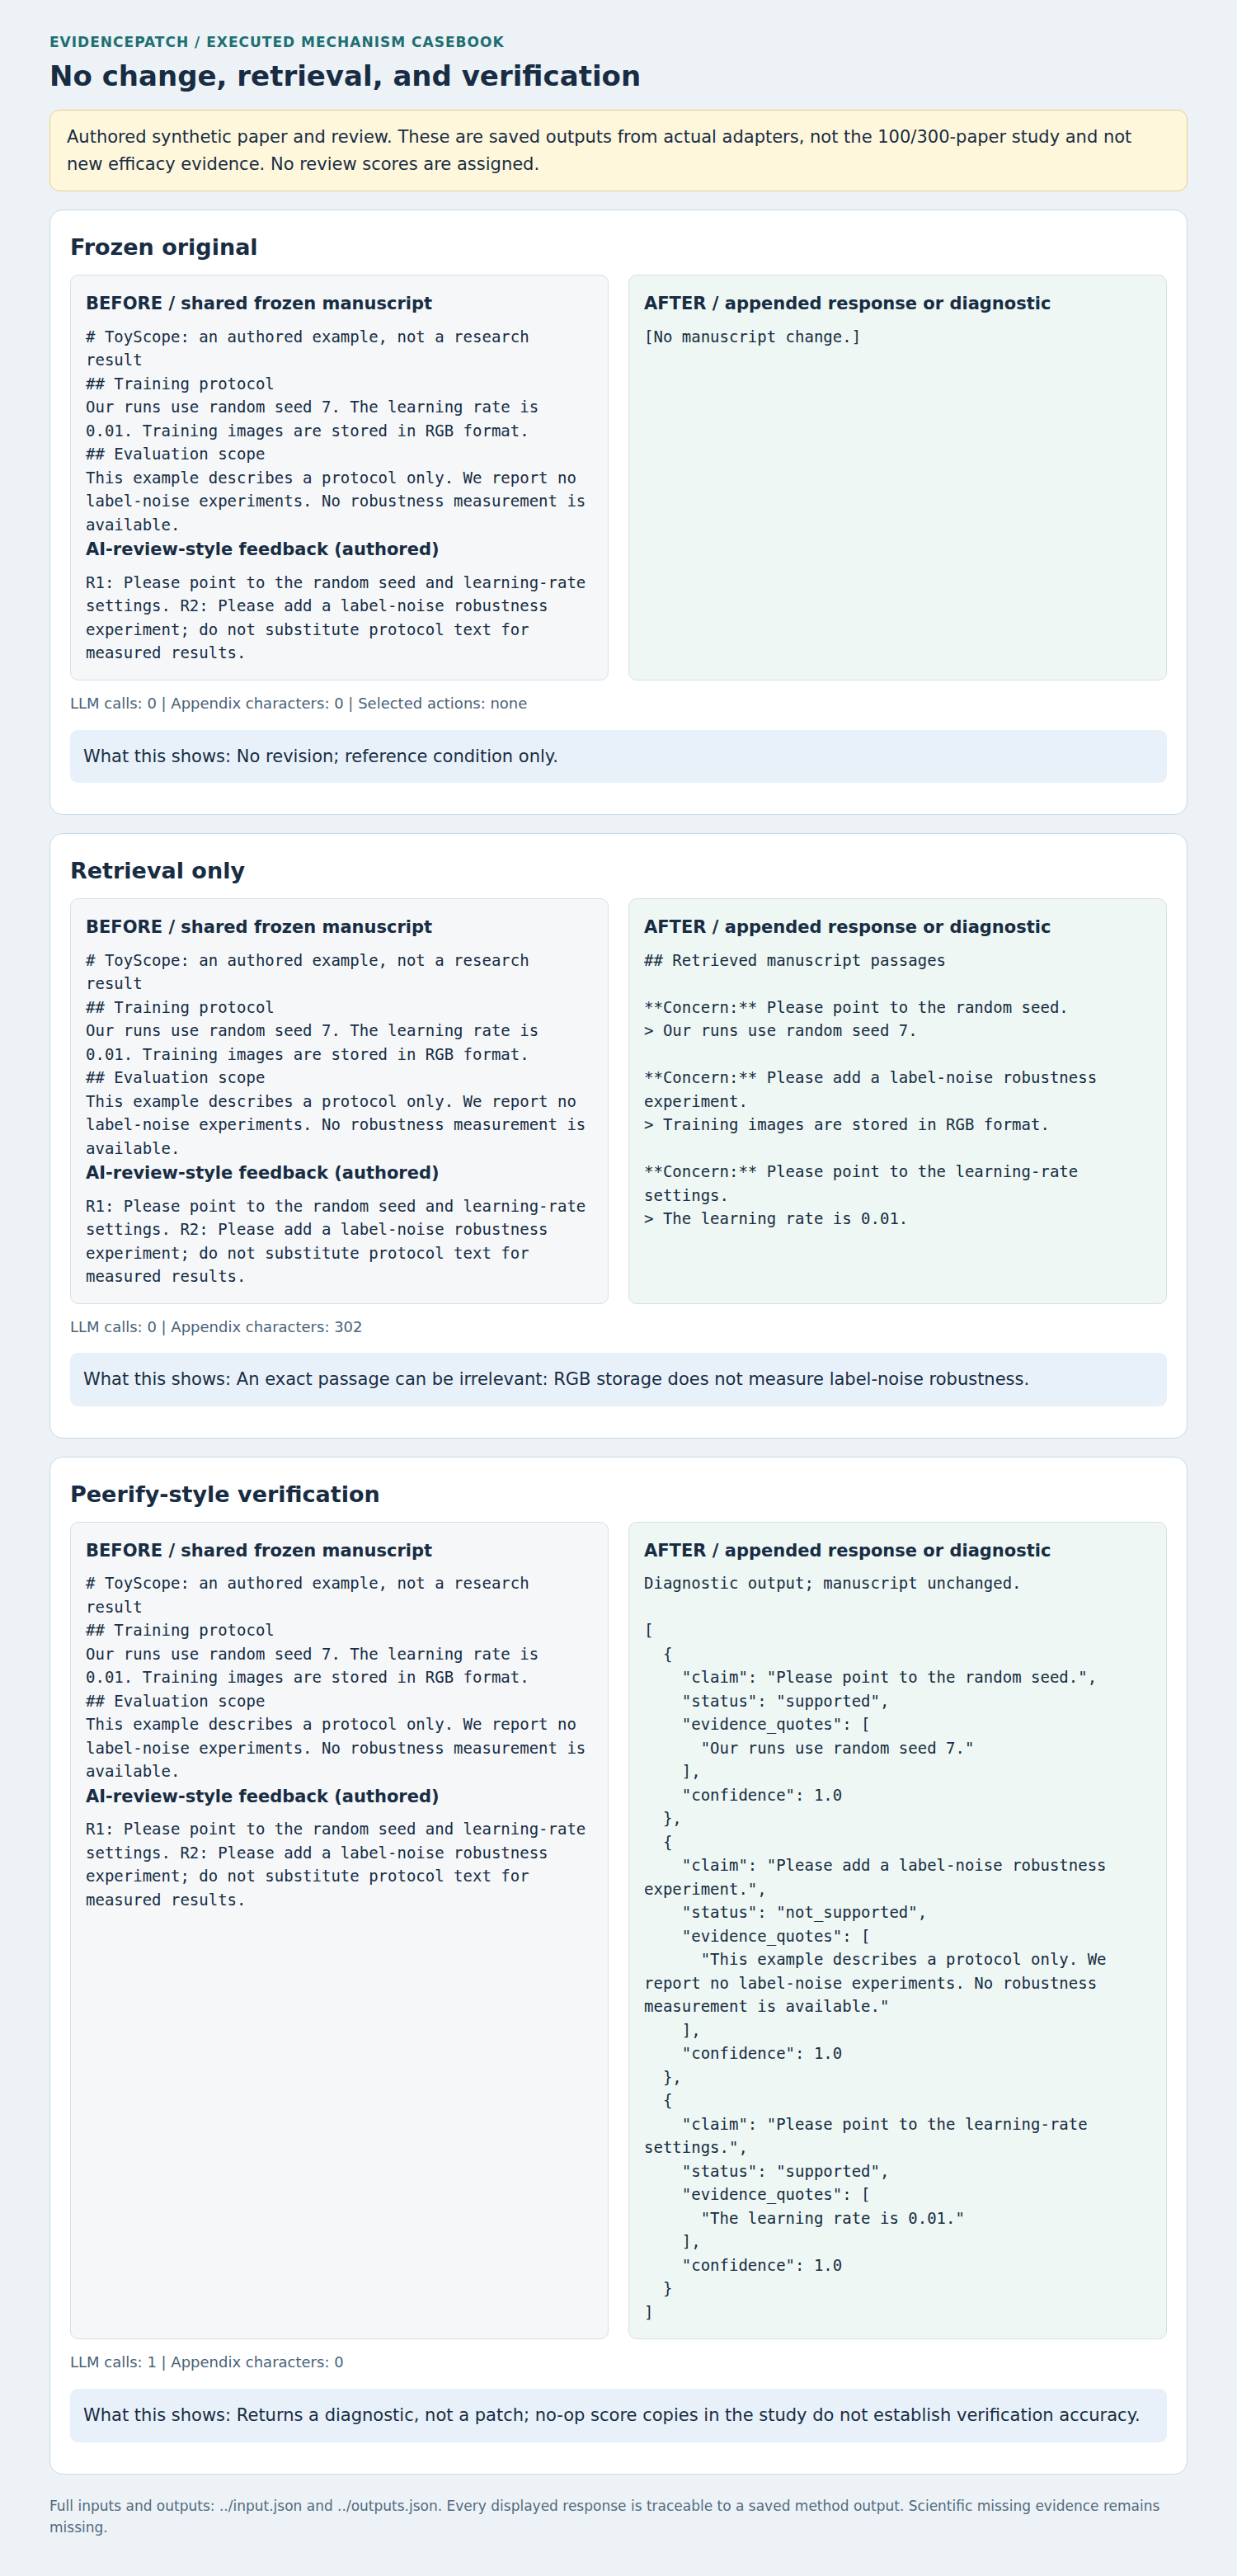 EVIDENCEPATCH / EXECUTED MECHANISM CASEBOOK
No change, retrieval, and verification
Authored synthetic paper and review. These are saved outputs from actual adapters, not the 100/300-paper study and not
new efficacy evidence. No review scores are assigned.
Frozen original
BEFORE / shared frozen manuscript
# ToyScope: an authored example, not a research
result
## Training protocol
Our runs use random seed 7. The learning rate is
0.01. Training images are stored in RGB format.
## Evaluation scope
This example describes a protocol only. We report no
label-noise experiments. No robustness measurement is
available.
AI-review-style feedback (authored)
R1: Please point to the random seed and learning-rate
settings. R2: Please add a label-noise robustness
experiment; do not substitute protocol text for
measured results.
AFTER / appended response or diagnostic
[No manuscript change.]
LLM calls: 0 | Appendix characters: 0 | Selected actions: none
What this shows: No revision; reference condition only.
Retrieval only
BEFORE / shared frozen manuscript
# ToyScope: an authored example, not a research
result
## Training protocol
Our runs use random seed 7. The learning rate is
0.01. Training images are stored in RGB format.
## Evaluation scope
This example describes a protocol only. We report no
label-noise experiments. No robustness measurement is
available.
AI-review-style feedback (authored)
R1: Please point to the random seed and learning-rate
settings. R2: Please add a label-noise robustness
experiment; do not substitute protocol text for
measured results.
AFTER / appended response or diagnostic
## Retrieved manuscript passages
**Concern:** Please point to the random seed.
> Our runs use random seed 7.
**Concern:** Please add a label-noise robustness
experiment.
> Training images are stored in RGB format.
**Concern:** Please point to the learning-rate
settings.
> The learning rate is 0.01.
LLM calls: 0 | Appendix characters: 302
What this shows: An exact passage can be irrelevant: RGB storage does not measure label-noise robustness.
Peerify-style verification
BEFORE / shared frozen manuscript
# ToyScope: an authored example, not a research
result
## Training protocol
Our runs use random seed 7. The learning rate is
0.01. Training images are stored in RGB format.
## Evaluation scope
This example describes a protocol only. We report no
label-noise experiments. No robustness measurement is
available.
AI-review-style feedback (authored)
R1: Please point to the random seed and learning-rate
settings. R2: Please add a label-noise robustness
experiment; do not substitute protocol text for
measured results.
AFTER / appended response or diagnostic
Diagnostic output; manuscript unchanged.
[
  {
    "claim": "Please point to the random seed.",
    "status": "supported",
    "evidence_quotes": [
      "Our runs use random seed 7."
    ],
    "confidence": 1.0
  },
  {
    "claim": "Please add a label-noise robustness
experiment.",
    "status": "not_supported",
    "evidence_quotes": [
      "This example describes a protocol only. We
report no label-noise experiments. No robustness
measurement is available."
    ],
    "confidence": 1.0
  },
  {
    "claim": "Please point to the learning-rate
settings.",
    "status": "supported",
    "evidence_quotes": [
      "The learning rate is 0.01."
    ],
    "confidence": 1.0
  }
]
LLM calls: 1 | Appendix characters: 0
What this shows: Returns a diagnostic, not a patch; no-op score copies in the study do not establish verification accuracy.
Full inputs and outputs: ../input.json and ../outputs.json. Every displayed response is traceable to a saved method output. Scientific missing evidence remains
missing.